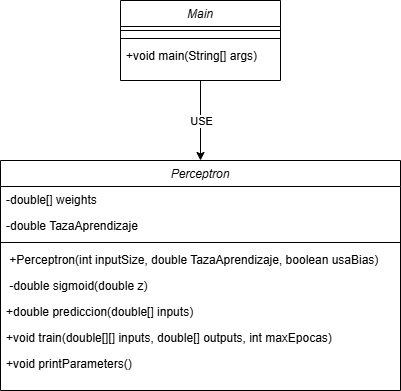 Main
+void main(String[] args)
USE
Perceptron
-double[] weights
-double TazaAprendizaje
+Perceptron(int inputSize, double TazaAprendizaje, boolean usaBias)
-double sigmoid(double z)
+double prediccion(double[] inputs)
+void train(double[][] inputs, double[] outputs, int maxEpocas)
+void printParameters()